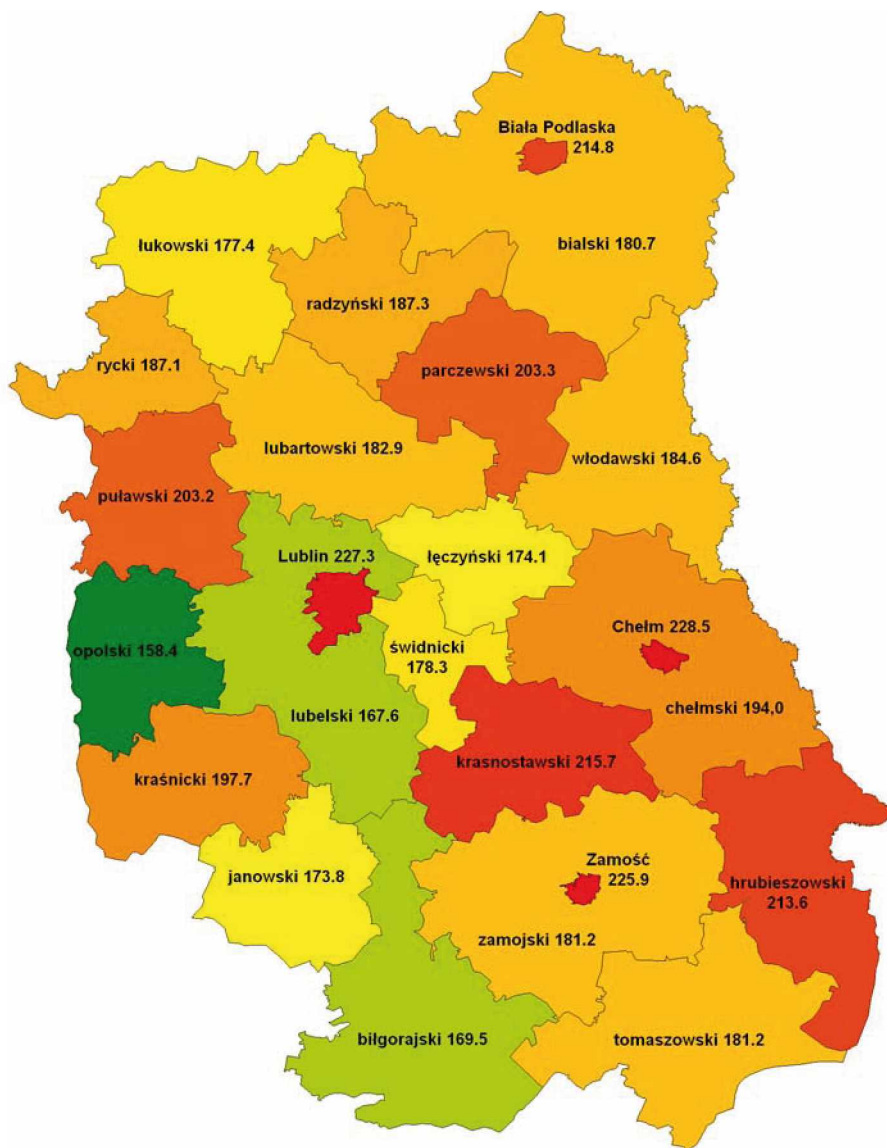 Biała Podlaska
214.8
łukowski 177.4
bialski 180.7
radzyński 187.3
rycki 187.1
parczewski 203.3
lubartowski 182.9
włodawski 184.6
puławski 203.2
Lublin 227.3
łęczyński 174.1
Chełm 228.5
opolski 158.4
świdnicki
178.3
lubelski 167.6
chełmski 194,0
kraśnicki 197.7
krasnostawski 215.7
janowski 173.8
Zamość
225.9
hrubieszowski
213.6
zamojski 181.2
biłgorajski 169.5
tomaszowski 181.2